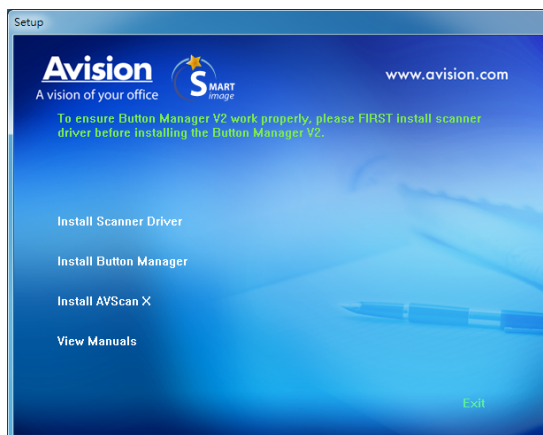 Setup
Avision
A vision of your office
SMART
image
www.avision.com
To ensure Button Manager V2 work properly, please FIRST install scanner
driver before installing the Button Manager V2.
Install Scanner Driver
Install Button Manager
Install AVScan X
View Manuals
Exit